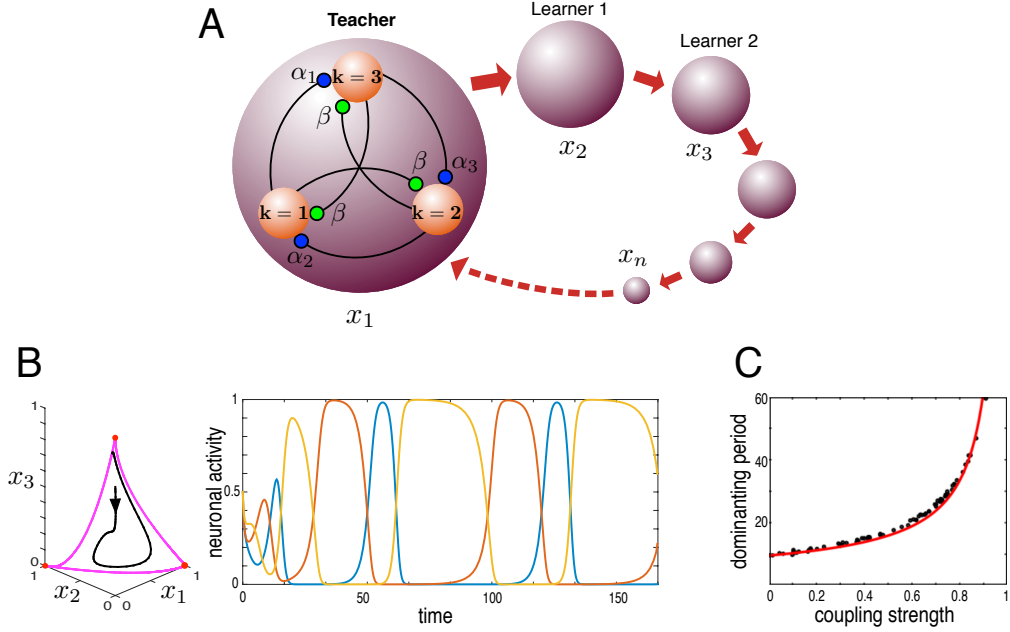 A
Teacher
Learner 1
Learner 2
α₁
k = 3
β
β
α₃
k = 1
β
k = 2
α₂
x₁
x₂
x₃
xₙ
B
1
x₃
0
1
x₂
0
0
x₁
1
neuronal activity
1
0.5
0
0
50
100
150
time
C
dominanting period
60
40
20
0
0.2
0.4
0.6
0.8
1
coupling strength